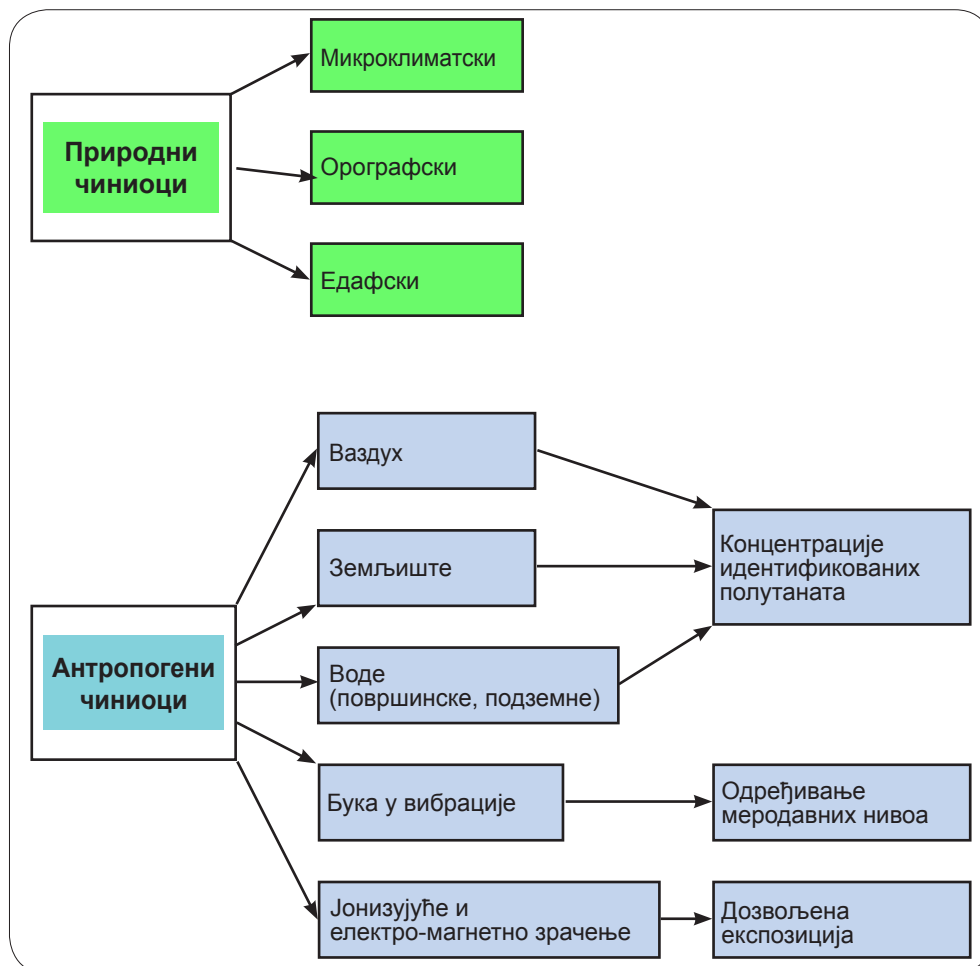 Микроклиматски
Природни
чиниоци
Орографски
Едафски
Ваздух
Земљиште
Концентрације
идентификованих
полутаната
Антропогени
чиниоци
Воде
(површинске, подземне)
Бука у вибрације
Одређивање
меродавних нивоа
Јонизујуће и
електро-магнетно зрачење
Дозвољена
експозиција